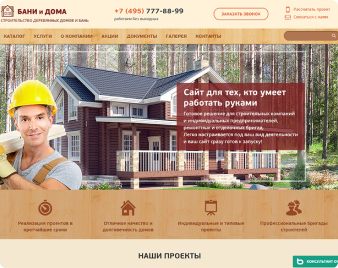 БАНИ и ДОМА
СТРОИТЕЛЬСТВО ДЕРЕВЯННЫХ ДОМОВ И БАНЬ
+7 (495) 777-88-99
работаем без выходных
ЗАКАЗАТЬ ЗВОНОК
Рассчитать проект
Связаться с нами
КАТАЛОГ УСЛУГИ О КОМПАНИИ АКЦИИ ДОКУМЕНТЫ ГАЛЕРЕЯ КОНТАКТЫ
Сайт для тех, кто умеет
работать руками
Готовое решение для строительных компаний
и индивидуальных предпринимателей,
ремонтных и отделочных бригад.
Легко настраивается под ваш вид деятельности
и ваш сайт сразу готов к запуску!
Реализация проектов в
кратчайшие сроки
Отличное качество и
долговечность домов
Индивидуальные и типовые
проекты
Профессиональные бригады
строителей
КОНСУЛЬТАНТ
НАШИ ПРОЕКТЫ